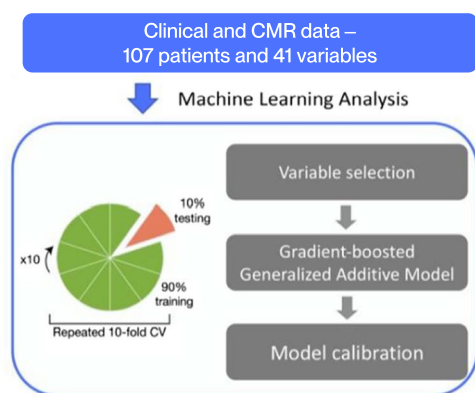 Clinical and CMR data –
107 patients and 41 variables
Machine Learning Analysis
10%
testing
x10
90%
training
Repeated 10-fold CV
Variable selection
Gradient-boosted
Generalized Additive Model
Model calibration